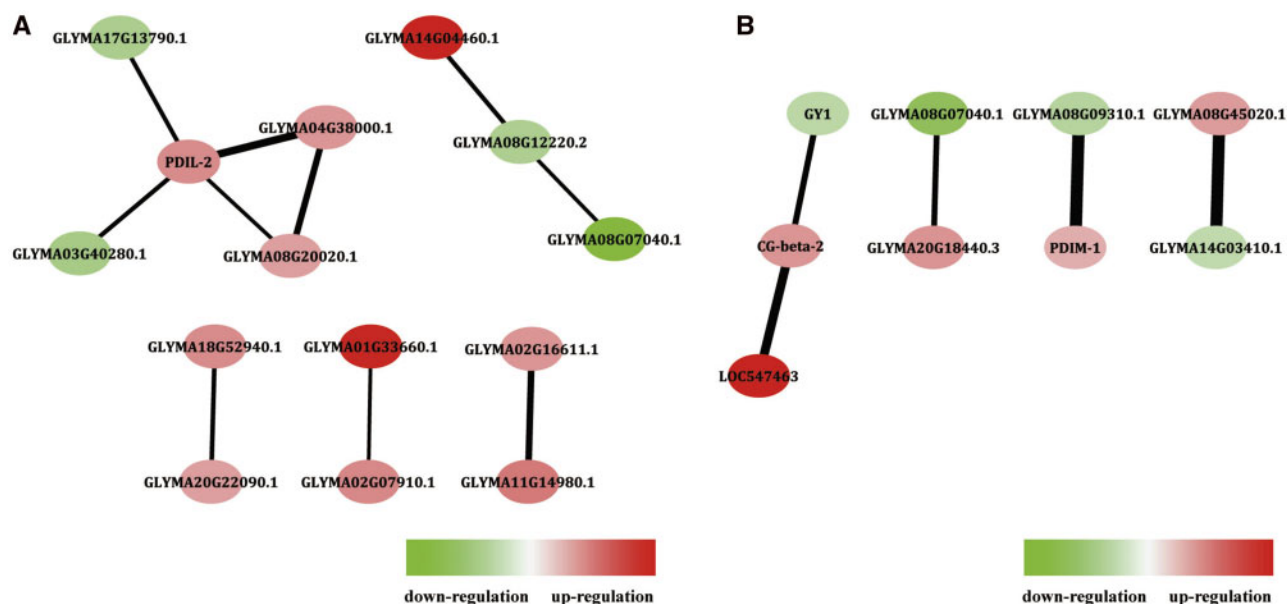 A
GLYMA17G13790.1
GLYMA14G04460.1
GLYMA04G38000.1
PDIL-2
GLYMA08G12220.2
GLYMA03G40280.1
GLYMA08G20020.1
GLYMA08G07040.1
GLYMA18G52940.1
GLYMA01G33660.1
GLYMA02G16611.1
GLYMA20G22090.1
GLYMA02G07910.1
GLYMA11G14980.1
down-regulation up-regulation
B
GY1
GLYMA08G07040.1
GLYMA08G09310.1
GLYMA08G45020.1
CG-beta-2
GLYMA20G18440.3
PDIM-1
GLYMA14G03410.1
LOC547463
down-regulation up-regulation